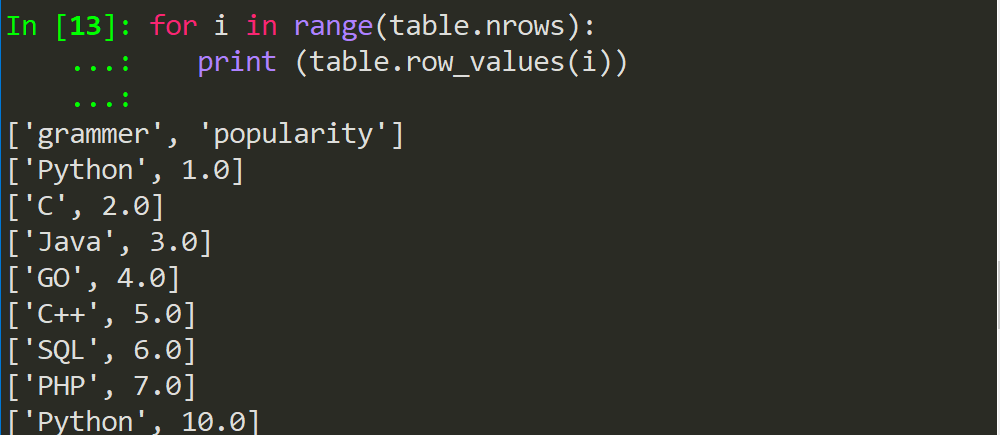 In [13]: for i in range(table.nrows):
    ...:    print (table.row_values(i))
    ...:
['grammer', 'popularity']
['Python', 1.0]
['C', 2.0]
['Java', 3.0]
['GO', 4.0]
['C++', 5.0]
['SQL', 6.0]
['PHP', 7.0]
['Python', 10.0]